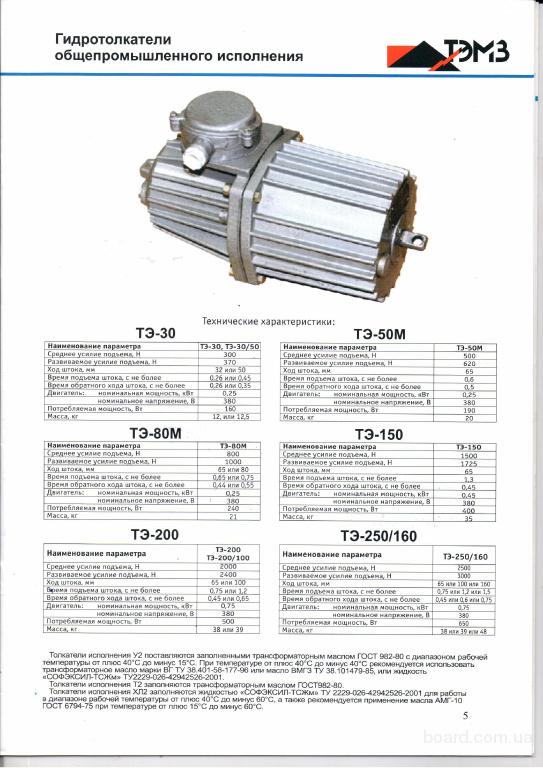 Гидротолкатели
общепромышленного исполнения
ТЭМЗ
Технические характеристики:
ТЭ-30
Наименование параметра ТЭ-30, ТЭ-30/50
Среднее усилие подъема, Н 300
Развиваемое усилие подъема, Н 370
Ход штока, мм 32 или 50
Время подъема штока, с не более 0,26 или 0,45
Время обратного хода штока, с не более 0,26 или 0,35
Двигатель: номинальная мощность, кВт 0,25
номинальное напряжение, В 380
Потребляемая мощность, Вт 160
Масса, кг 12, или 12,5
ТЭ-50М
Наименование параметра ТЭ-50М
Среднее усилие подъема, Н 500
Развиваемое усилие подъема, Н 620
Ход штока, мм 65
Время подъема штока, с не более 0,6
Время обратного хода штока, с не более 0,5
Двигатель: номинальная мощность, кВт 0,25
номинальное напряжение, В 380
Потребляемая мощность, Вт 190
Масса, кг 20
ТЭ-80М
Наименование параметра ТЭ-80М
Среднее усилие подъема, Н 800
Развиваемое усилие подъема, Н 1000
Ход штока, мм 65 или 80
Время подъема штока, с не более 0,65 или 0,75
Время обратного хода штока, с не более 0,44 или 0,55
Двигатель: номинальная мощность, кВт 0,25
номинальное напряжение, В 380
Потребляемая мощность, Вт 240
Масса, кг 21
ТЭ-150
Наименование параметра ТЭ-150
Среднее усилие подъема, Н 1500
Развиваемое усилие подъема, Н 1725
Ход штока, мм 65
Время подъема штока, с не более 1,3
Время обратного хода штока, с не более 0,45
Двигатель: номинальная мощность, кВт 0,45
номинальное напряжение, В 380
Потребляемая мощность, Вт 400
Масса, кг 35
ТЭ-200
Наименование параметра ТЭ-200
ТЭ-200/100
Среднее усилие подъема, Н 2000
Развиваемое усилие подъема, Н 2400
Ход штока, мм 65 или 100
Время подъема штока, с не более 0,75 или 1,2
Время обратного хода штока, с не более 0,45 или 0,6
Двигатель: номинальная мощность, кВт 0,75
номинальное напряжение, В 380
Потребляемая мощность, Вт 500
Масса, кг 38 или 39
ТЭ-250/160
Наименование параметра ТЭ-250/160
Среднее усилие подъема, Н 2500
Развиваемое усилие подъема, Н 3000
Ход штока, мм 65 или 100 или 160
Время подъема штока, с не более 0,75 или 1,2 или 1,5
Время обратного хода штока, с не более 0,45 или 0,6 или 0,75
Двигатель: номинальная мощность, кВт 0,75
номинальное напряжение, В 380
Потребляемая мощность, Вт 650
Масса, кг 38 или 39 или 48
Толкатели исполнения У2 поставляются заполненными трансформаторным маслом ГОСТ 982-80 с диапазоном рабочей
температуры от плюс 40°С до минус 15°С. При температуре от плюс 40°С до минус 40°С рекомендуется использовать
трансформаторное масло марки ВГ ТУ 38.401-58-177-96 или масло ВМГЗ ТУ 38.101479-85, или жидкость
«СОФЭКСИЛ-ТСЖм» ТУ2229-026-42942526-2001.
Толкатели исполнения Т2 заполняются трансформаторным маслом ГОСТ982-80.
Толкатели исполнения ХЛ2 заполняются жидкостью «СОФЭКСИЛ-ТСЖм» ТУ 2229-026-42942526-2001 для работы
в диапазоне рабочей температуры от плюс 40°С до минус 60°С, а также рекомендуется применение масла АМГ-10
ГОСТ 6794-75 при температуре от плюс 15°С до минус 60°С.
5
board.com.ua